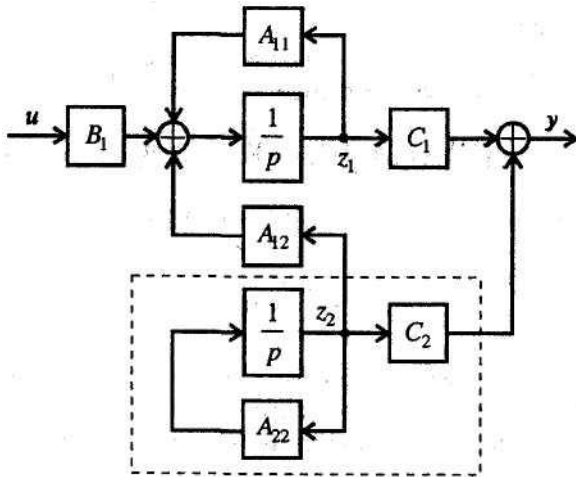 A₁₁
u
B₁
1
p
z₁
C₁
y
A₁₂
1
p
z₂
C₂
A₂₂